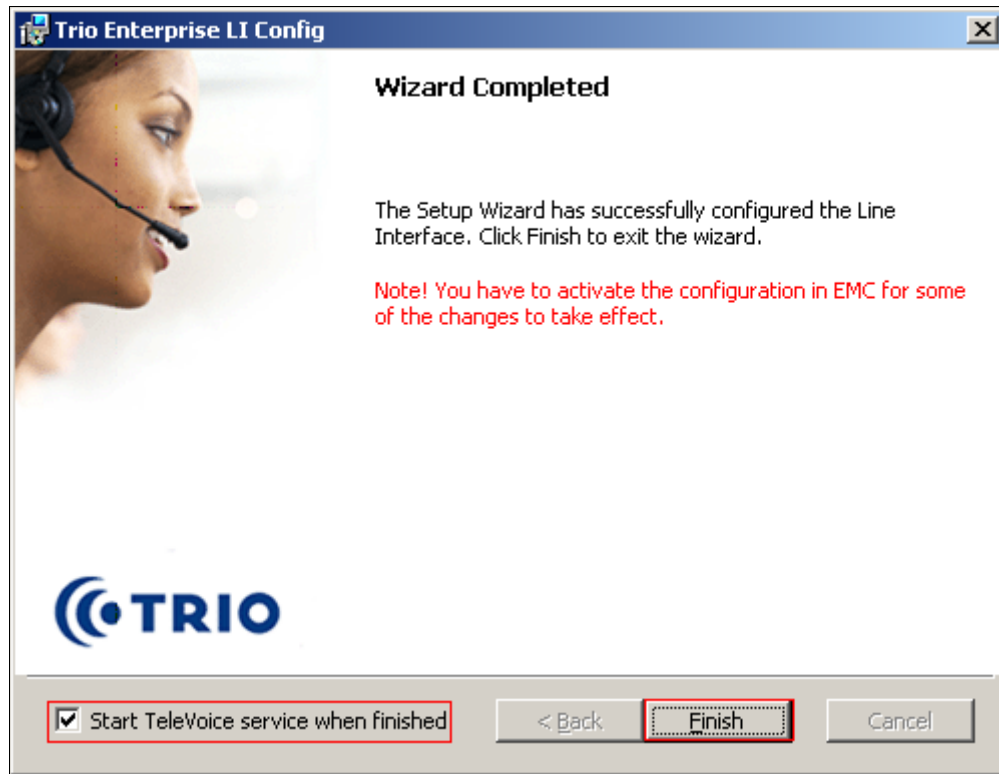 Trio Enterprise LI Config
Wizard Completed
The Setup Wizard has successfully configured the Line
Interface. Click Finish to exit the wizard.
Note! You have to activate the configuration in EMC for some
of the changes to take effect.
TRIO
Start TeleVoice service when finished
< Back
Finish
Cancel